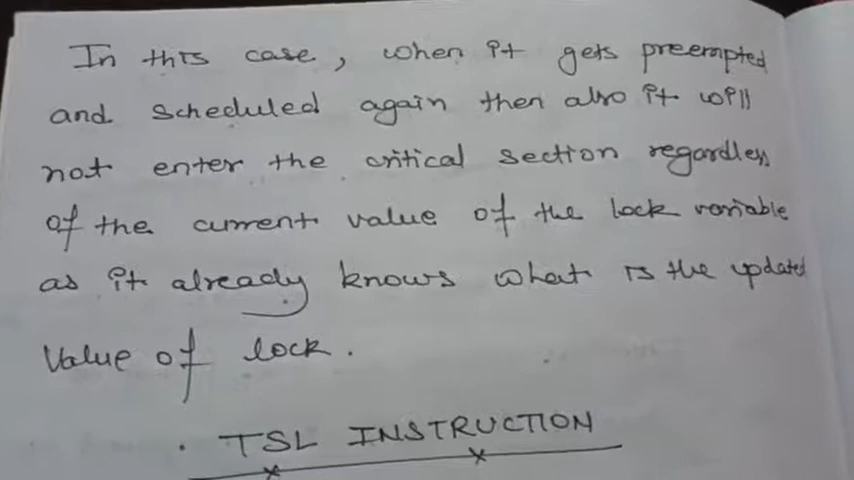 In this case, when it gets preempted
and scheduled again then also it will
not enter the critical section regardless
of the current value of the lock variable
as it already knows what is the updated
Value of lock.
. TSL INSTRUCTION